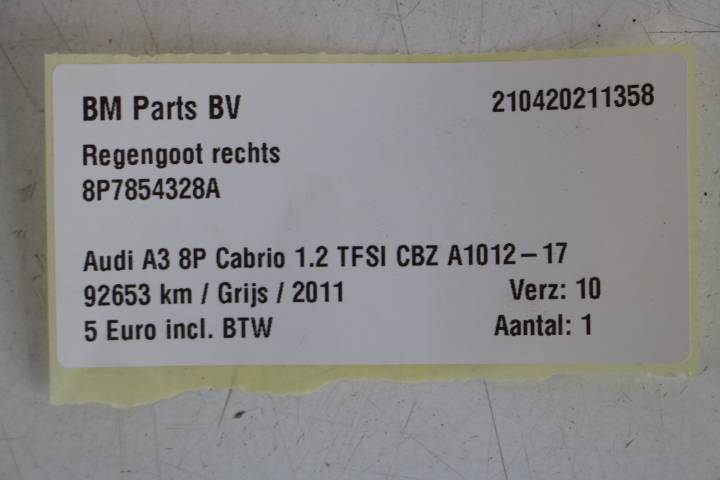 BM Parts BV 210420211358
Regengoot rechts
8P7854328A
Audi A3 8P Cabrio 1.2 TFSI CBZ A1012-17
92653 km / Grijs / 2011 Verz: 10
5 Euro incl. BTW Aantal: 1